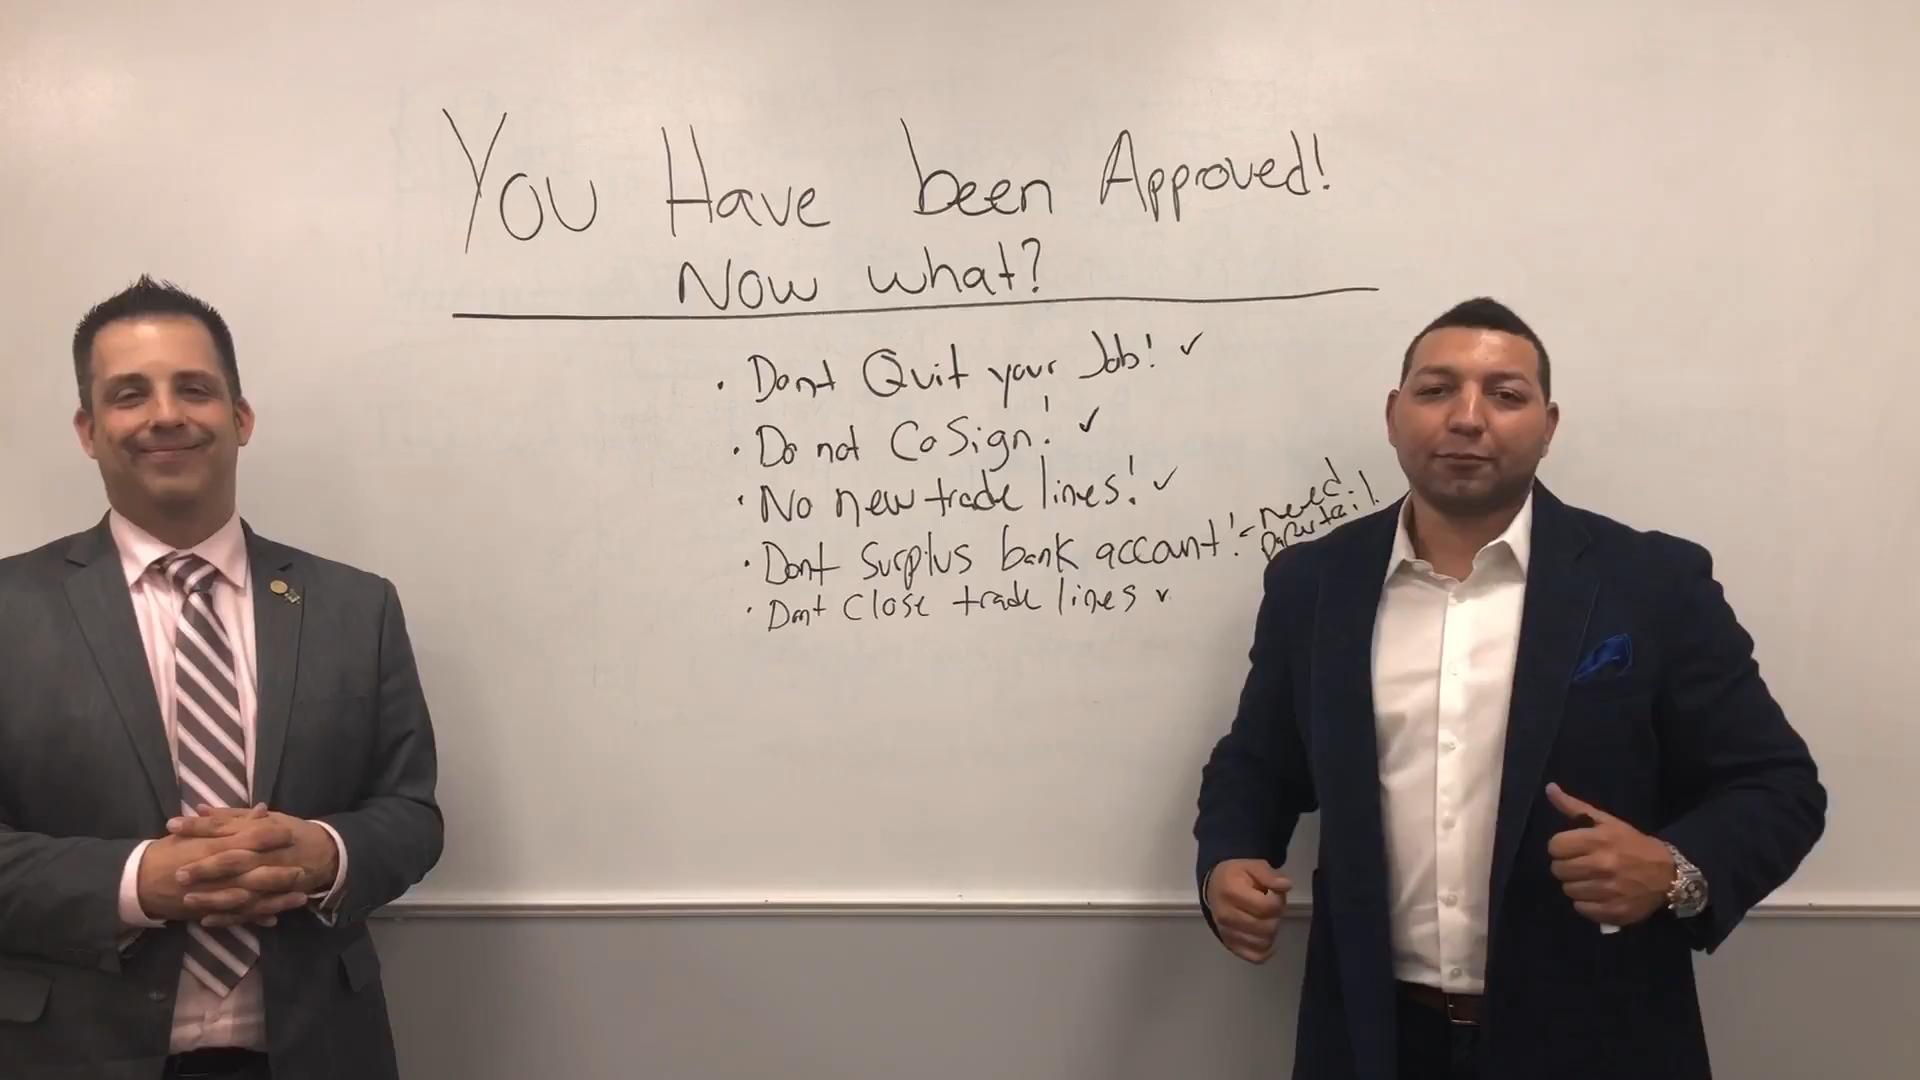 You Have been Approved!
Now what?
• Dont Quit your Job! ✓
• Do not CoSign! ✓
• No new trade lines! ✓
• Dont Surplus bank account! - need
• Dont Close trade lines ✓